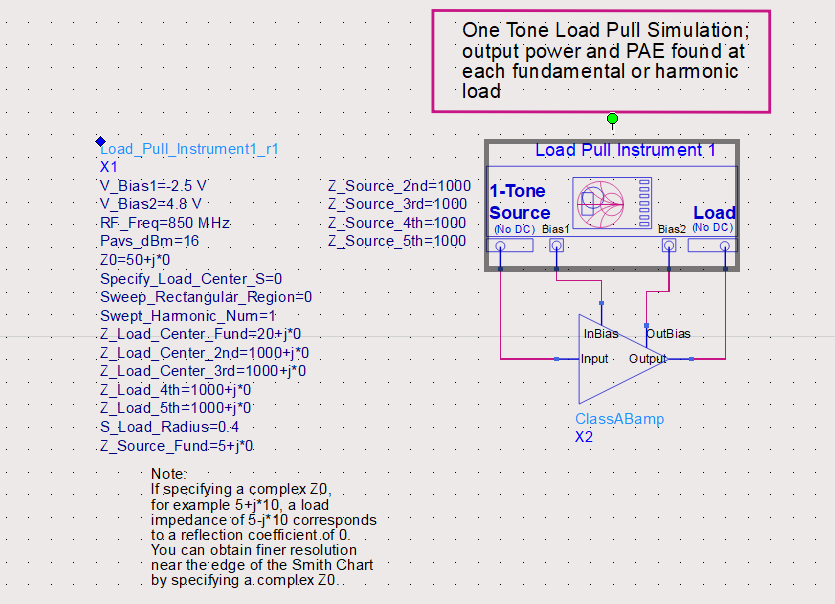 One Tone Load Pull Simulation;
output power and PAE found at
each fundamental or harmonic
load
Load_Pull_Instrument1_r1
X1
V_Bias1=-2.5 V
V_Bias2=4.8 V
RF_Freq=850 MHz
Pavs_dBm=16
Z0=50+j*0
Specify_Load_Center_S=0
Sweep_Rectangular_Region=0
Swept_Harmonic_Num=1
Z_Load_Center_Fund=20+j*0
Z_Load_Center_2nd=1000+j*0
Z_Load_Center_3rd=1000+j*0
Z_Load_4th=1000+j*0
Z_Load_5th=1000+j*0
S_Load_Radius=0.4
Z_Source_Fund=5+j*0
Z_Source_2nd=1000
Z_Source_3rd=1000
Z_Source_4th=1000
Z_Source_5th=1000
Load Pull Instrument 1
1-Tone
Source
(No DC)
Bias1
Bias2
Load
(No DC)
InBias
OutBias
Input
Output
ClassABamp
X2
Note:
If specifying a complex Z0,
for example 5+j*10, a load
impedance of 5-j*10 corresponds
to a reflection coefficient of 0.
You can obtain finer resolution
near the edge of the Smith Chart
by specifying a complex Z0.